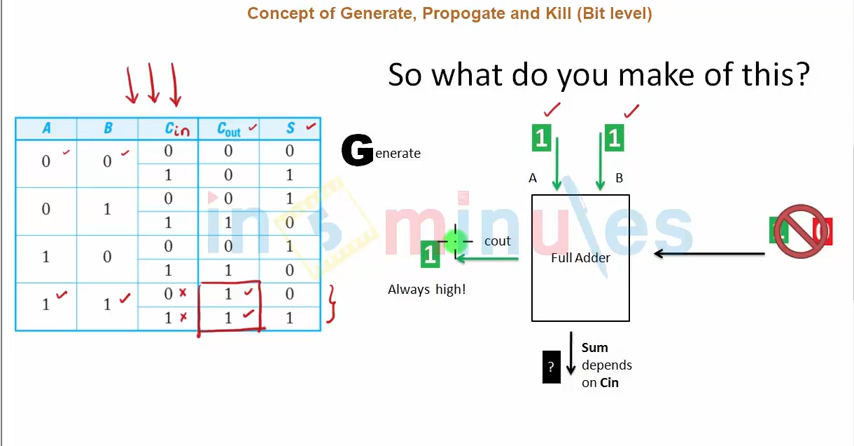 Concept of Generate, Propogate and Kill (Bit level)
So what do you make of this?
A B Cin Cout S
0 0 0 0 0
1 0 1
0 1 0 0 1
1 1 0
1 0 0 0 1
1 1 0
1 1 0 1 0
1 1 1
Generate
1 1
A B
in 5 minutes
1
cout
Full Adder
Always high!
?
Sum
depends
on Cin